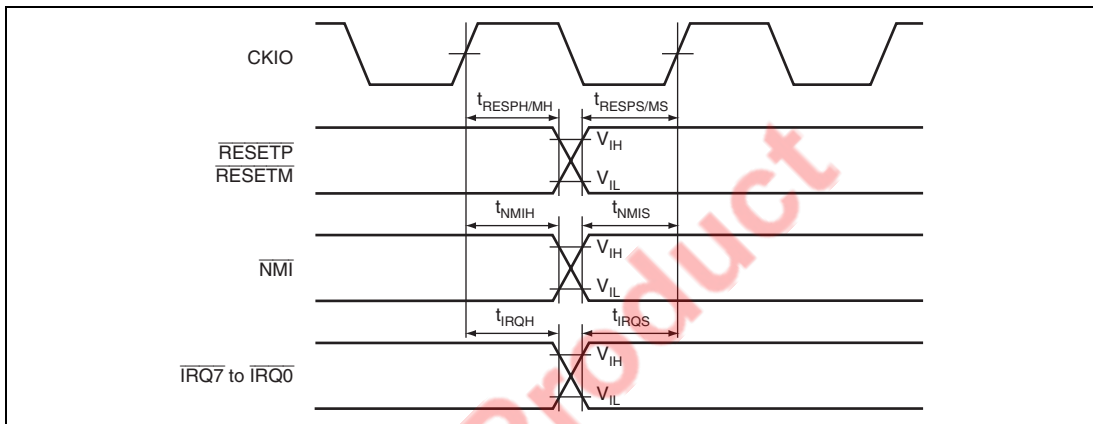 CKIO
tRESPH/MH tRESPS/MS
RESETP
RESETM
VIH
VIL
tNMIH tNMIS
NMI
VIH
VIL
tIRQH tIRQS
IRQ7 to IRQ0
VIH
VIL
Product